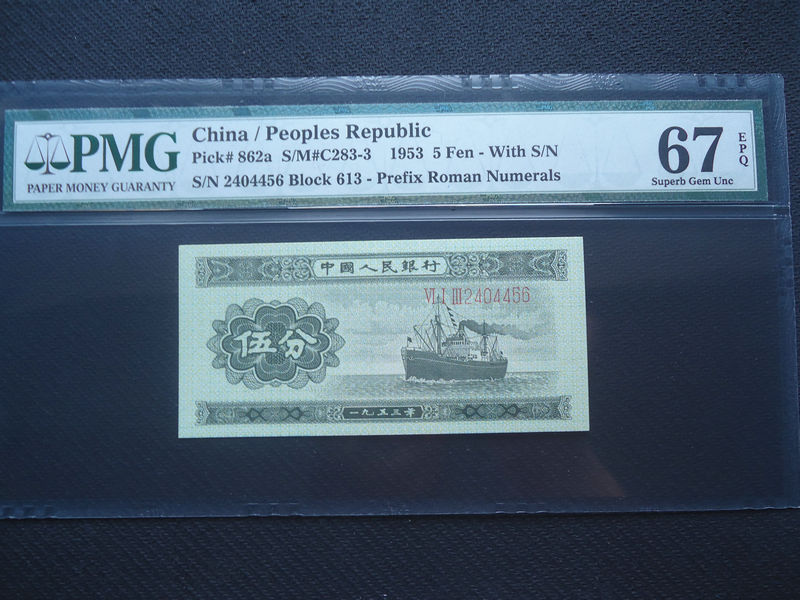 PMG
PAPER MONEY GUARANTY
China / Peoples Republic
Pick# 862a S/M#C283-3 1953 5 Fen - With S/N
S/N 2404456 Block 613 - Prefix Roman Numerals
67
EPQ
Superb Gem Unc
中國人民銀行
VI I III 2404456
伍分
一九五三年